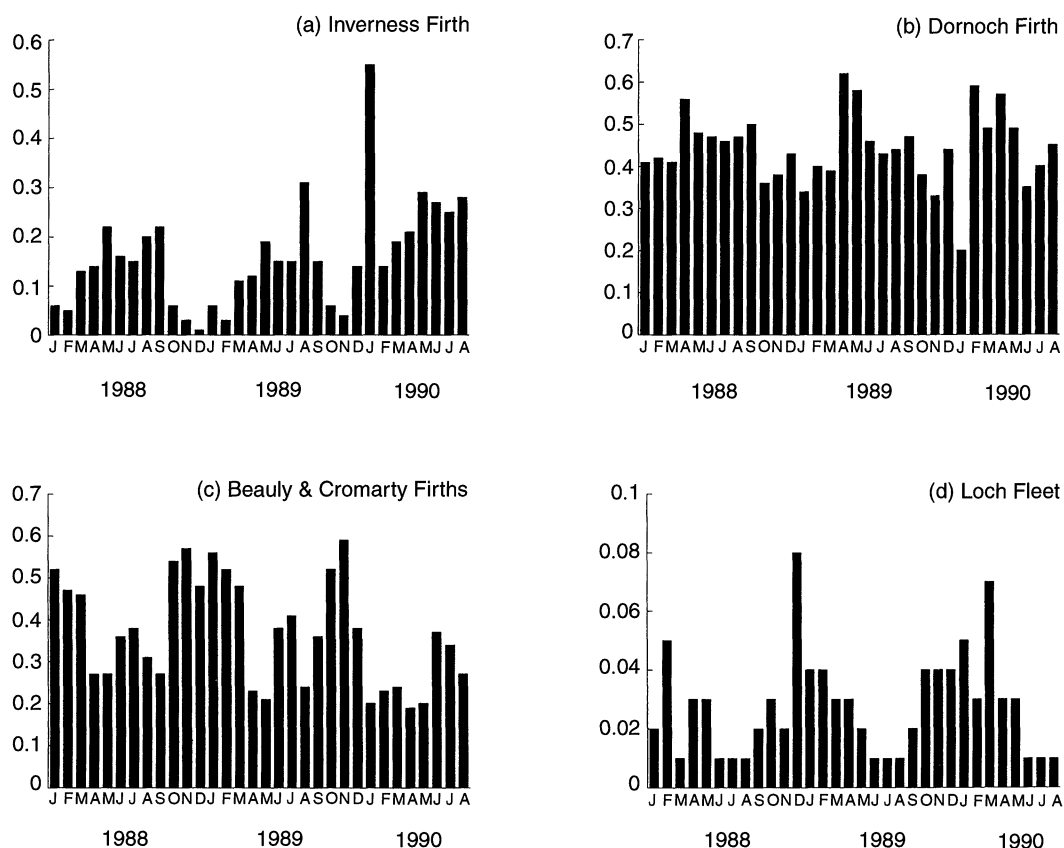 (a) Inverness Firth
0.6
0.5
0.4
0.3
0.2
0.1
0
J F M A M J J A S O N D J F M A M J J A S O N D J F M A M J J A
1988 1989 1990
(b) Dornoch Firth
0.7
0.6
0.5
0.4
0.3
0.2
0.1
0
J F M A M J J A S O N D J F M A M J J A S O N D J F M A M J J A
1988 1989 1990
(c) Beauly & Cromarty Firths
0.7
0.6
0.5
0.4
0.3
0.2
0.1
0
J F M A M J J A S O N D J F M A M J J A S O N D J F M A M J J A
1988 1989 1990
(d) Loch Fleet
0.1
0.08
0.06
0.04
0.02
0
J F M A M J J A S O N D J F M A M J J A S O N D J F M A M J J A
1988 1989 1990